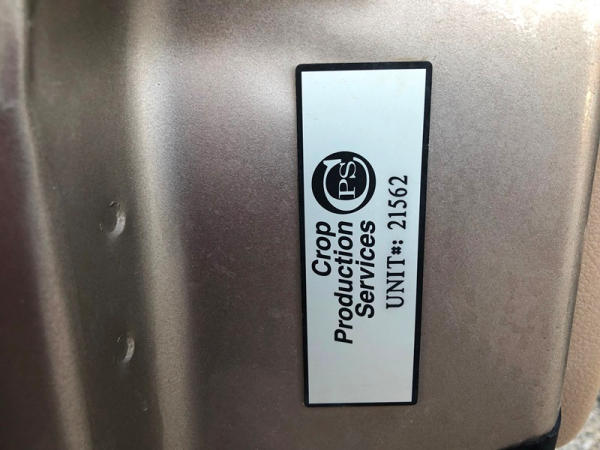 Crop
Production
Services
CPS
UNIT#: 21562